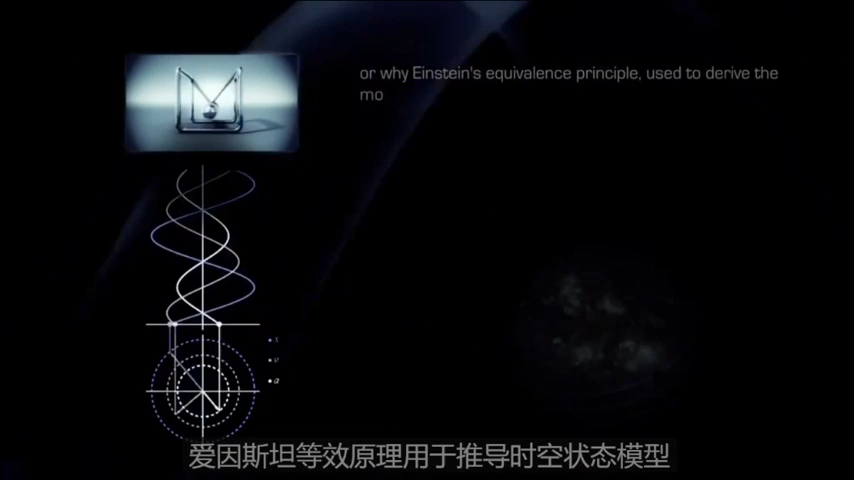 or why Einstein's equivalence principle, used to derive the
mo
x
v
a
爱因斯坦等效原理用于推导时空状态模型